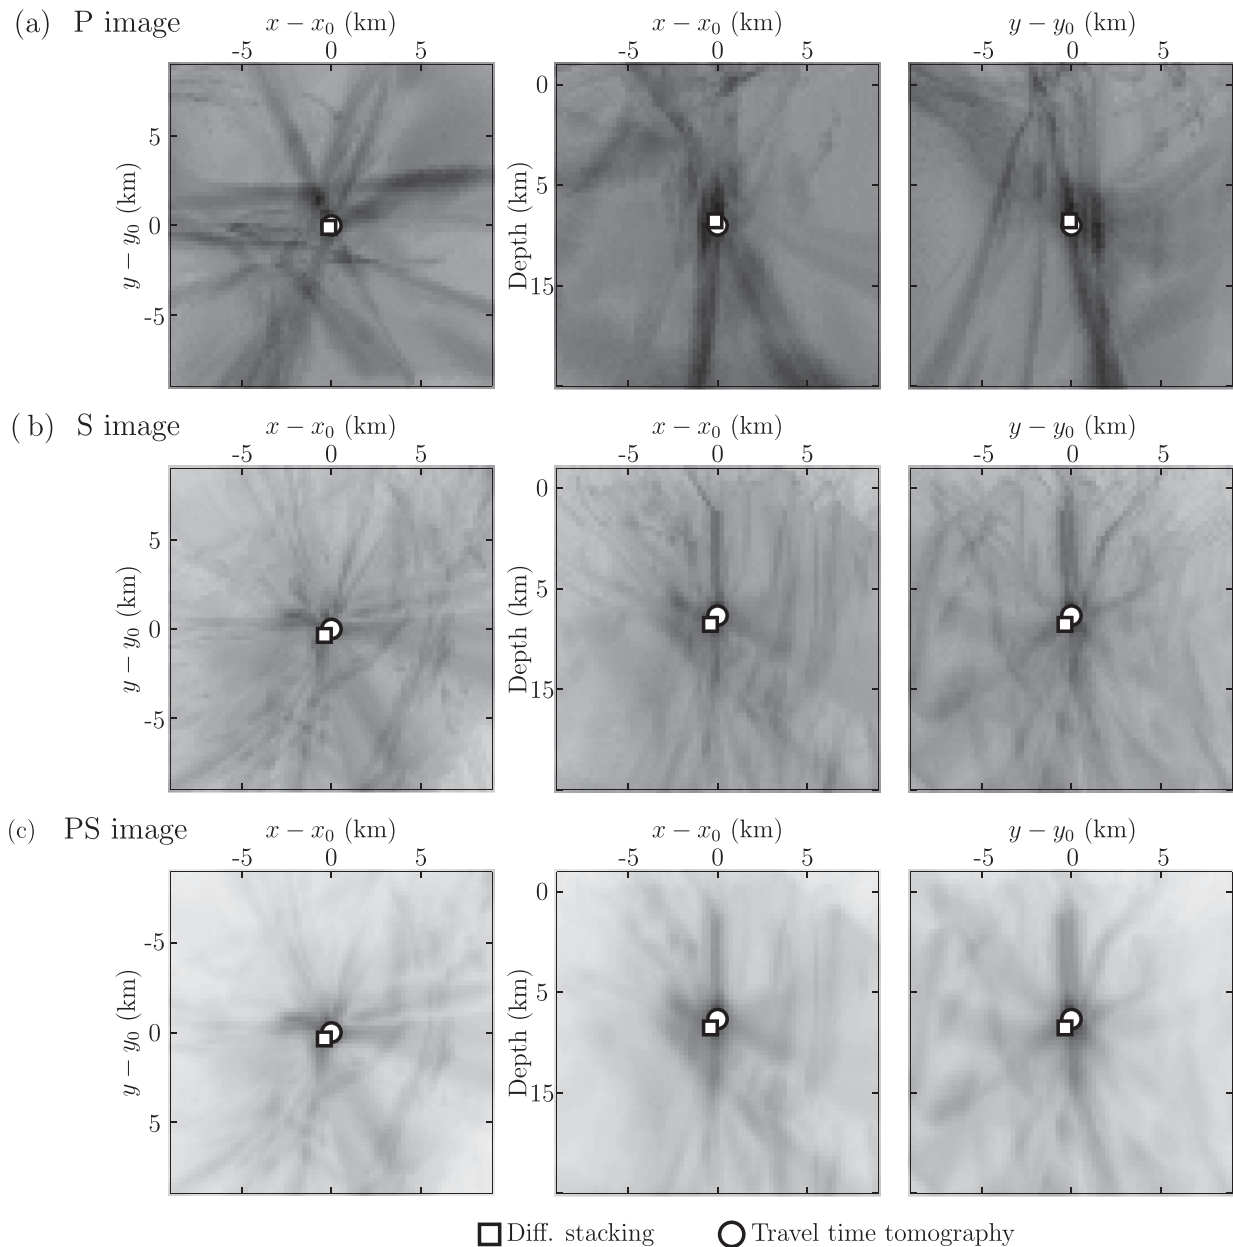 (a) P image
x − x₀ (km) x − x₀ (km) y − y₀ (km)
-5 0 5 -5 0 5 -5 0 5
y − y₀ (km) 5 0 -5
Depth (km) 0 5 15
(b) S image
x − x₀ (km) x − x₀ (km) y − y₀ (km)
-5 0 5 -5 0 5 -5 0 5
y − y₀ (km) 5 0 -5
Depth (km) 0 5 15
(c) PS image
x − x₀ (km) x − x₀ (km) y − y₀ (km)
-5 0 5 -5 0 5 -5 0 5
y − y₀ (km) -5 0 5
Depth (km) 0 5 15
Diff. stacking Travel time tomography